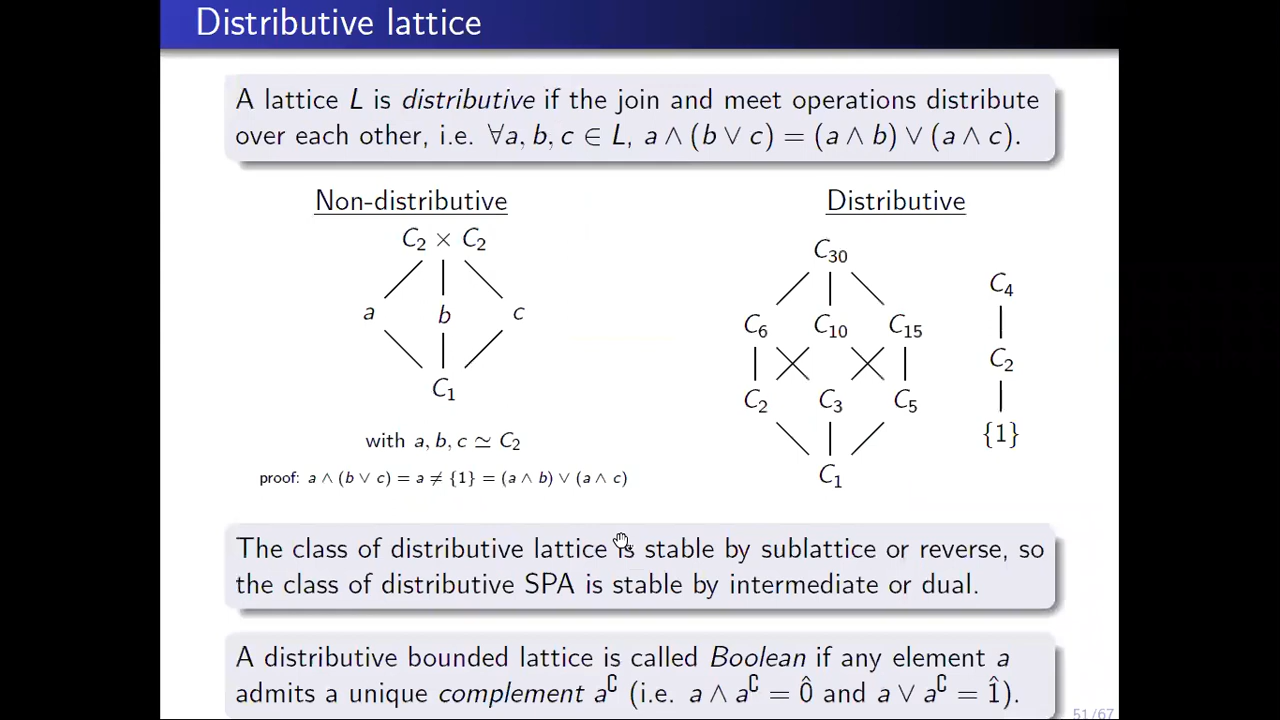 Distributive lattice
A lattice L is distributive if the join and meet operations distribute
over each other, i.e. ∀a, b, c ∈ L, a ∧ (b ∨ c) = (a ∧ b) ∨ (a ∧ c).
Non-distributive
C₂ × C₂
a b c
C₁
with a, b, c ≃ C₂
proof: a ∧ (b ∨ c) = a ≠ {1} = (a ∧ b) ∨ (a ∧ c)
Distributive
C₃₀
C₆ C₁₀ C₁₅
C₂ C₃ C₅
C₁
C₄
C₂
{1}
The class of distributive lattice is stable by sublattice or reverse, so
the class of distributive SPA is stable by intermediate or dual.
A distributive bounded lattice is called Boolean if any element a
admits a unique complement a^∁ (i.e. a ∧ a^∁ = 0̂ and a ∨ a^∁ = 1̂).
51/67